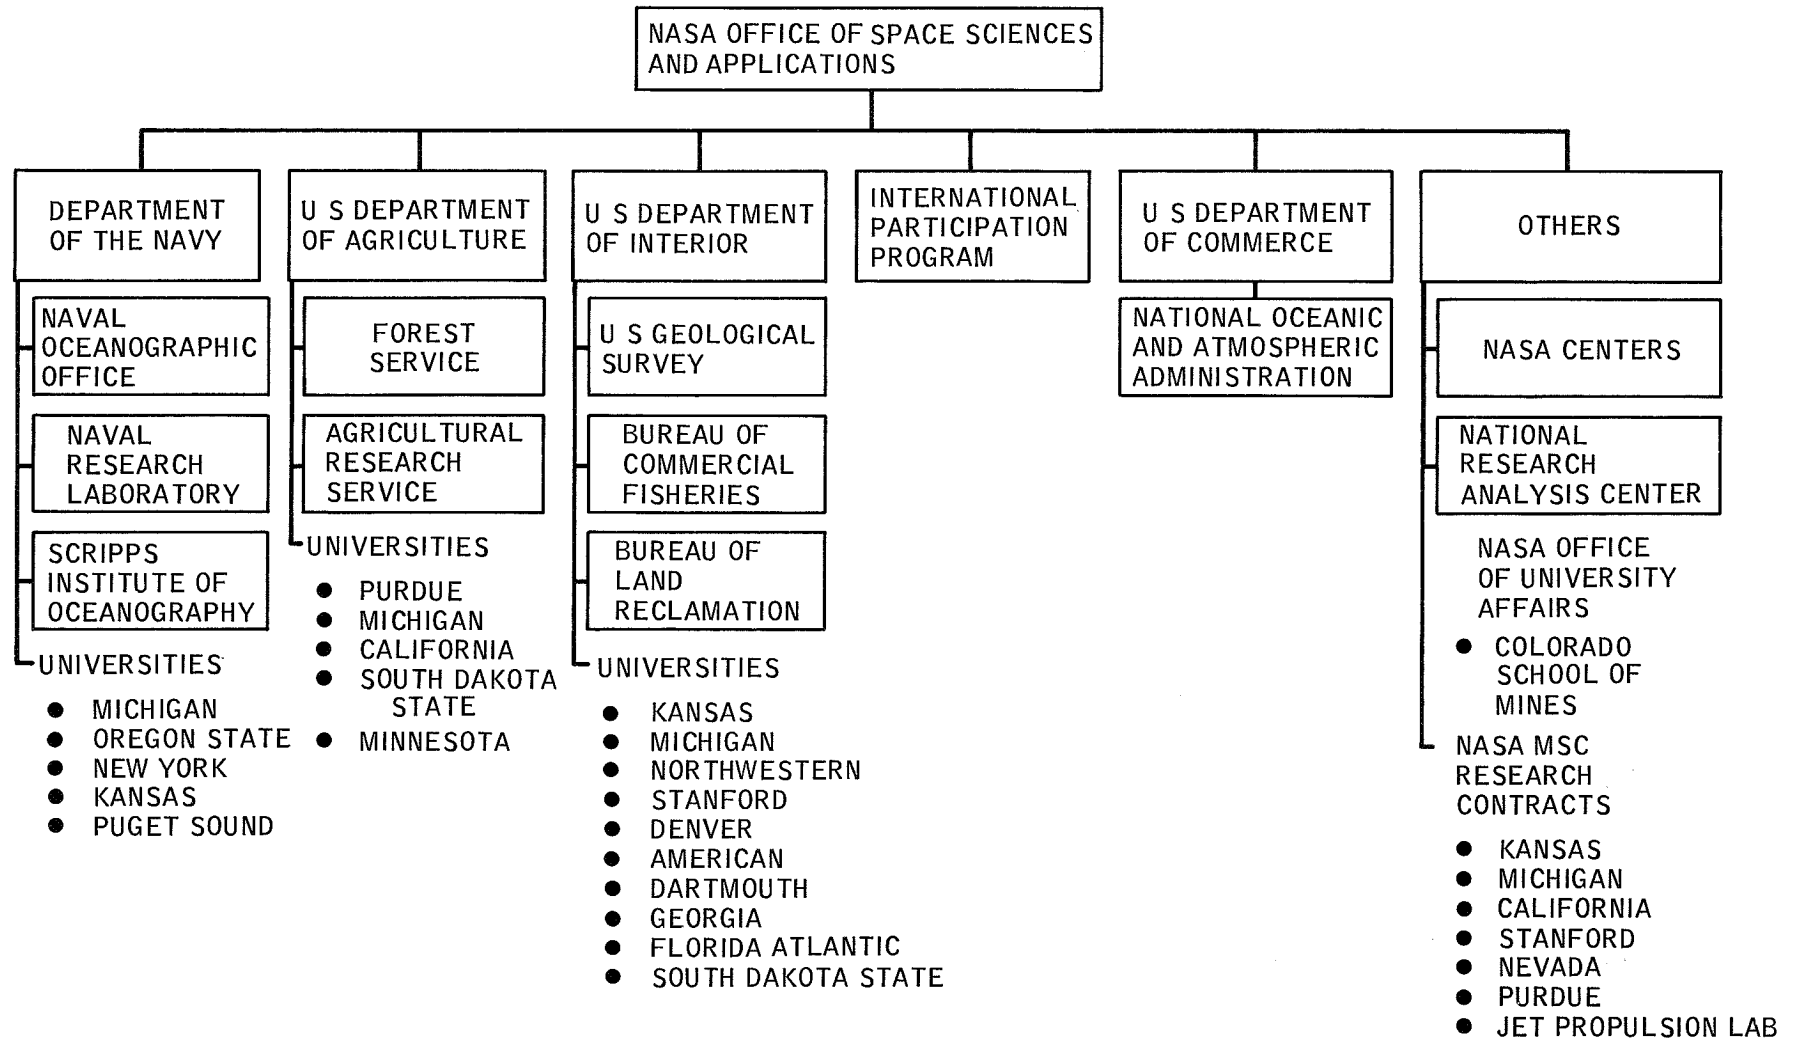 NASA OFFICE OF SPACE SCIENCES
AND APPLICATIONS
DEPARTMENT
OF THE NAVY
NAVAL
OCEANOGRAPHIC
OFFICE
NAVAL
RESEARCH
LABORATORY
SCRIPPS
INSTITUTE OF
OCEANOGRAPHY
UNIVERSITIES
● MICHIGAN
● OREGON STATE
● NEW YORK
● KANSAS
● PUGET SOUND
U S DEPARTMENT
OF AGRICULTURE
FOREST
SERVICE
AGRICULTURAL
RESEARCH
SERVICE
UNIVERSITIES
● PURDUE
● MICHIGAN
● CALIFORNIA
● SOUTH DAKOTA
STATE
● MINNESOTA
U S DEPARTMENT
OF INTERIOR
U S GEOLOGICAL
SURVEY
BUREAU OF
COMMERCIAL
FISHERIES
BUREAU OF
LAND
RECLAMATION
UNIVERSITIES
● KANSAS
● MICHIGAN
● NORTHWESTERN
● STANFORD
● DENVER
● AMERICAN
● DARTMOUTH
● GEORGIA
● FLORIDA ATLANTIC
● SOUTH DAKOTA STATE
INTERNATIONAL
PARTICIPATION
PROGRAM
U S DEPARTMENT
OF COMMERCE
NATIONAL OCEANIC
AND ATMOSPHERIC
ADMINISTRATION
OTHERS
NASA CENTERS
NATIONAL
RESEARCH
ANALYSIS CENTER
NASA OFFICE
OF UNIVERSITY
AFFAIRS
● COLORADO
SCHOOL OF
MINES
NASA MSC
RESEARCH
CONTRACTS
● KANSAS
● MICHIGAN
● CALIFORNIA
● STANFORD
● NEVADA
● PURDUE
● JET PROPULSION LAB